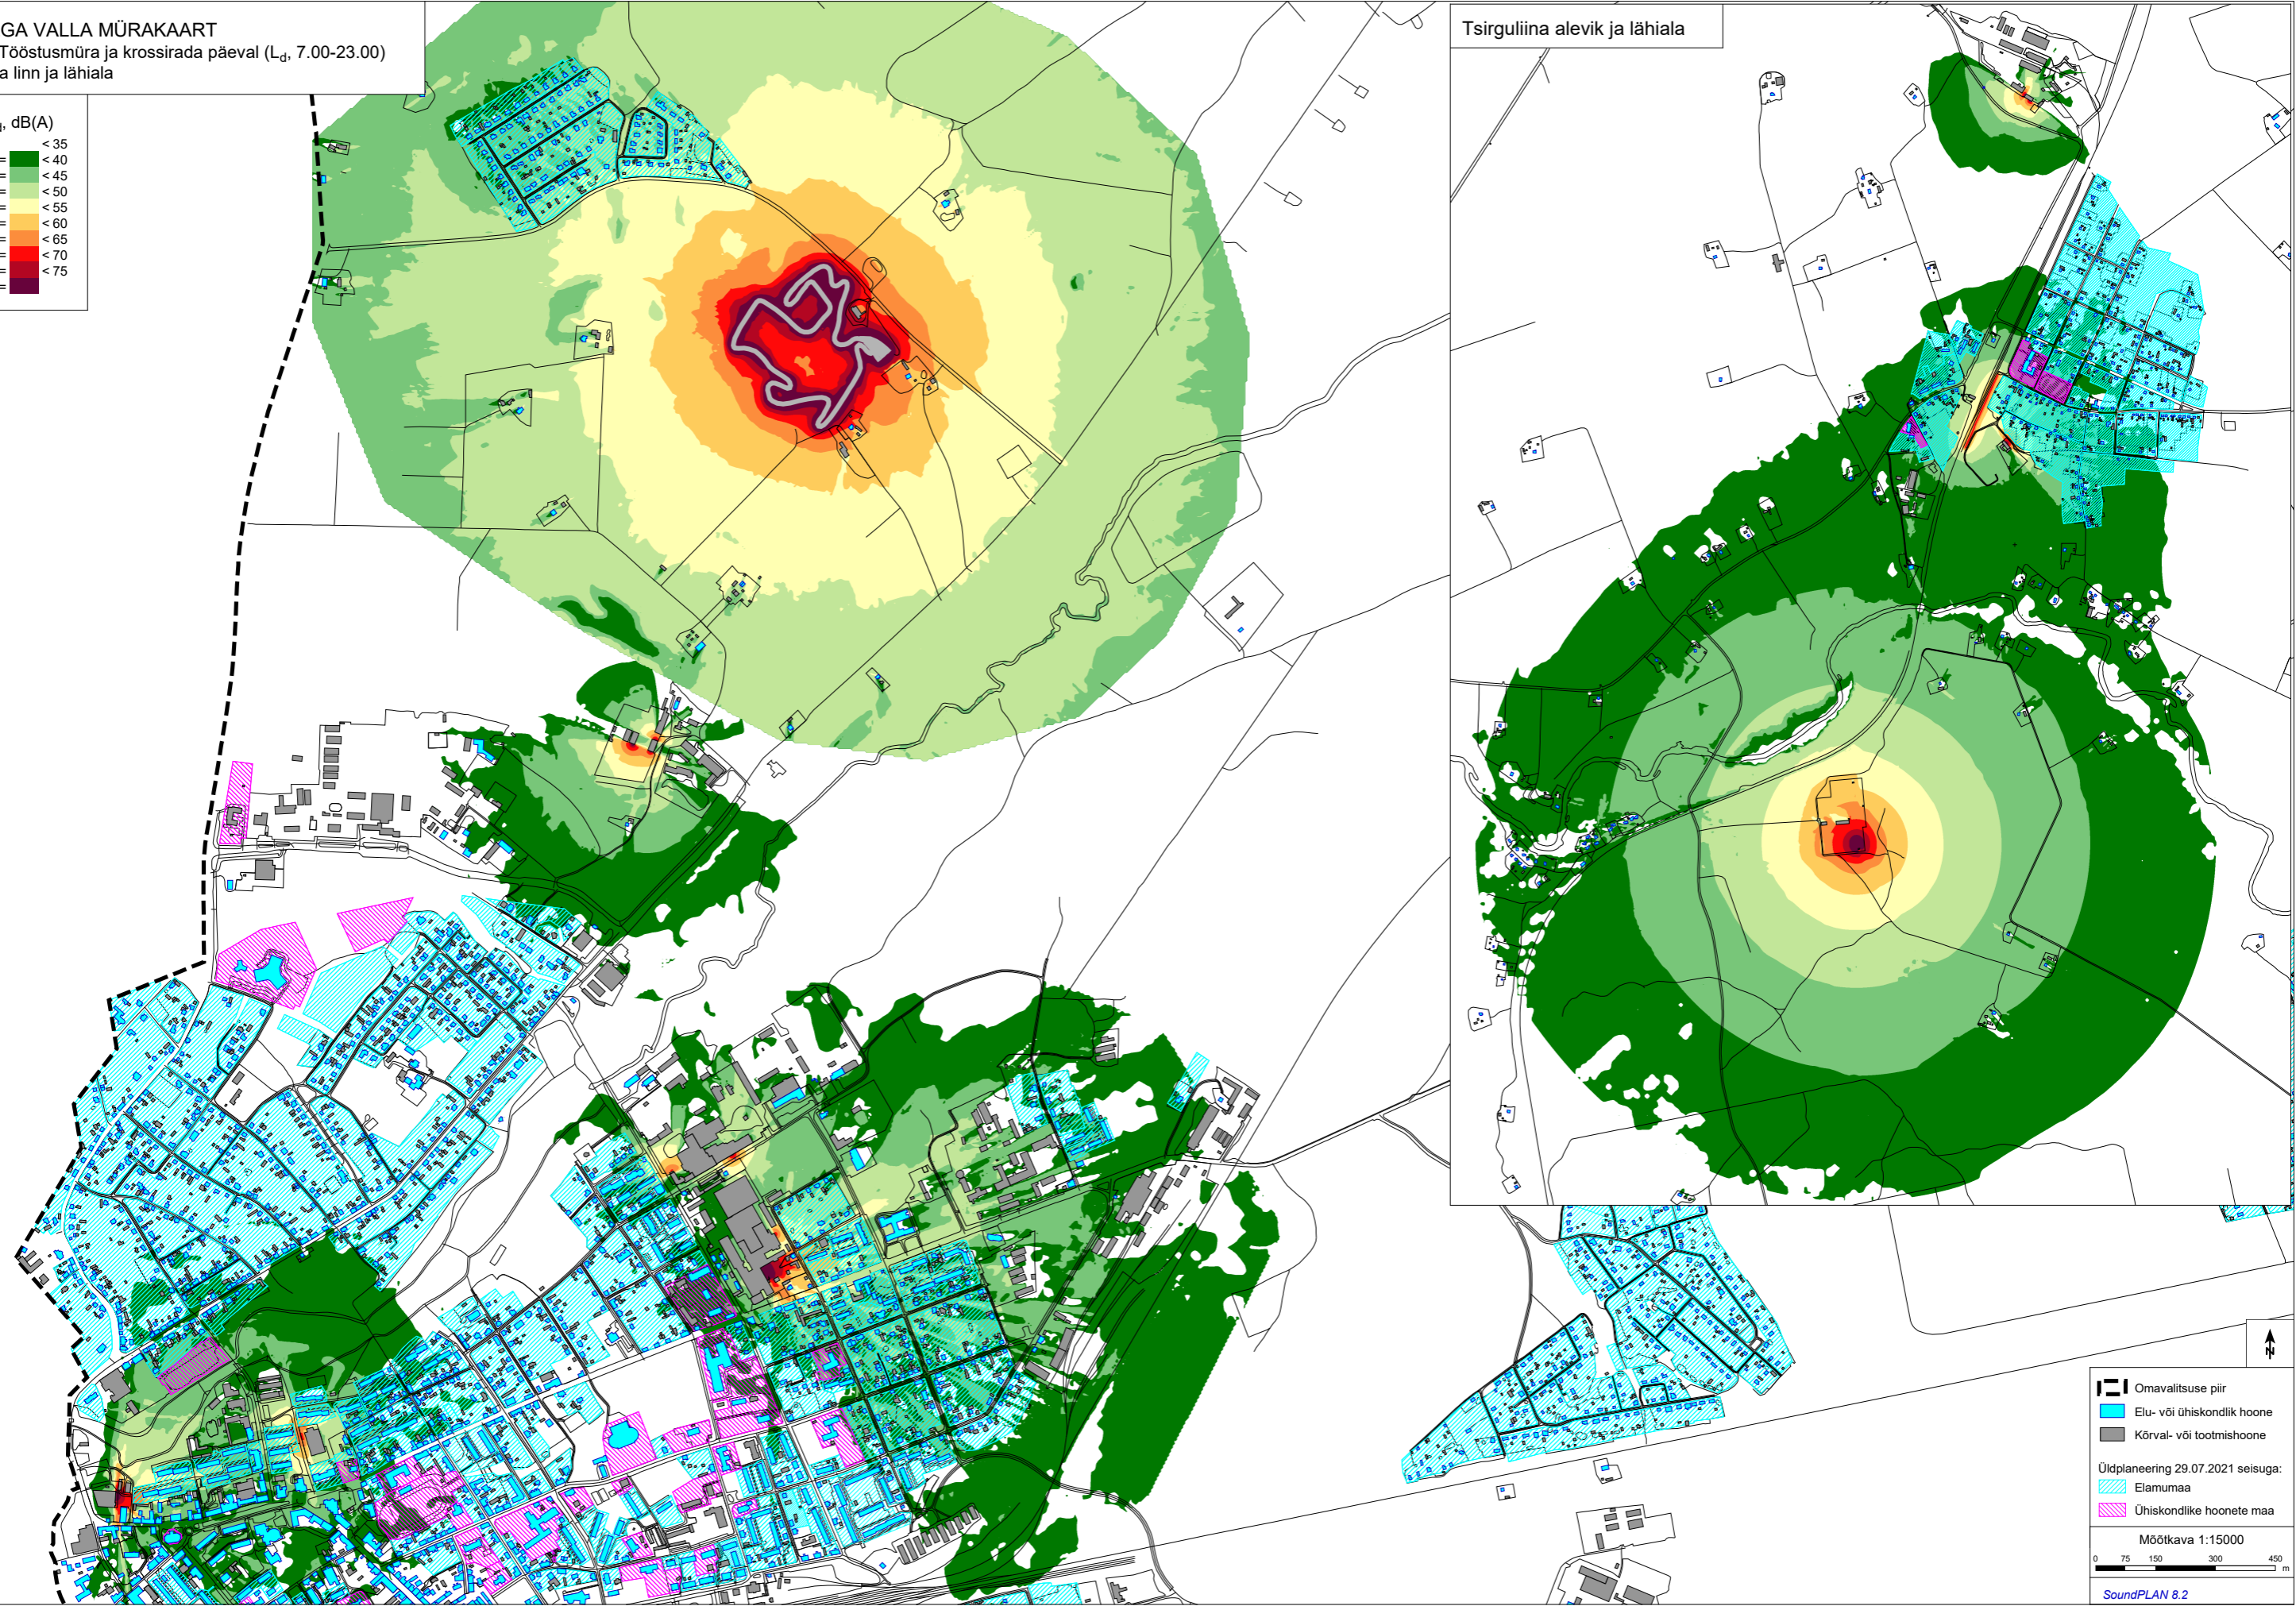 GA VALLA MÜRAKAART
Tööstusmüra ja krossirada päeval (Ld, 7.00-23.00)
a linn ja lähiala
, dB(A)
< 35
= < 40
= < 45
= < 50
= < 55
= < 60
= < 65
= < 70
= < 75
=
Tsirguliina alevik ja lähiala
N
Omavalitsuse piir
Elu- või ühiskondlik hoone
Kõrval- või tootmishoone
Üldplaneering 29.07.2021 seisuga:
Elamumaa
Ühiskondlike hoonete maa
Mõõtkava 1:15000
0 75 150 300 450
m
SoundPLAN 8.2